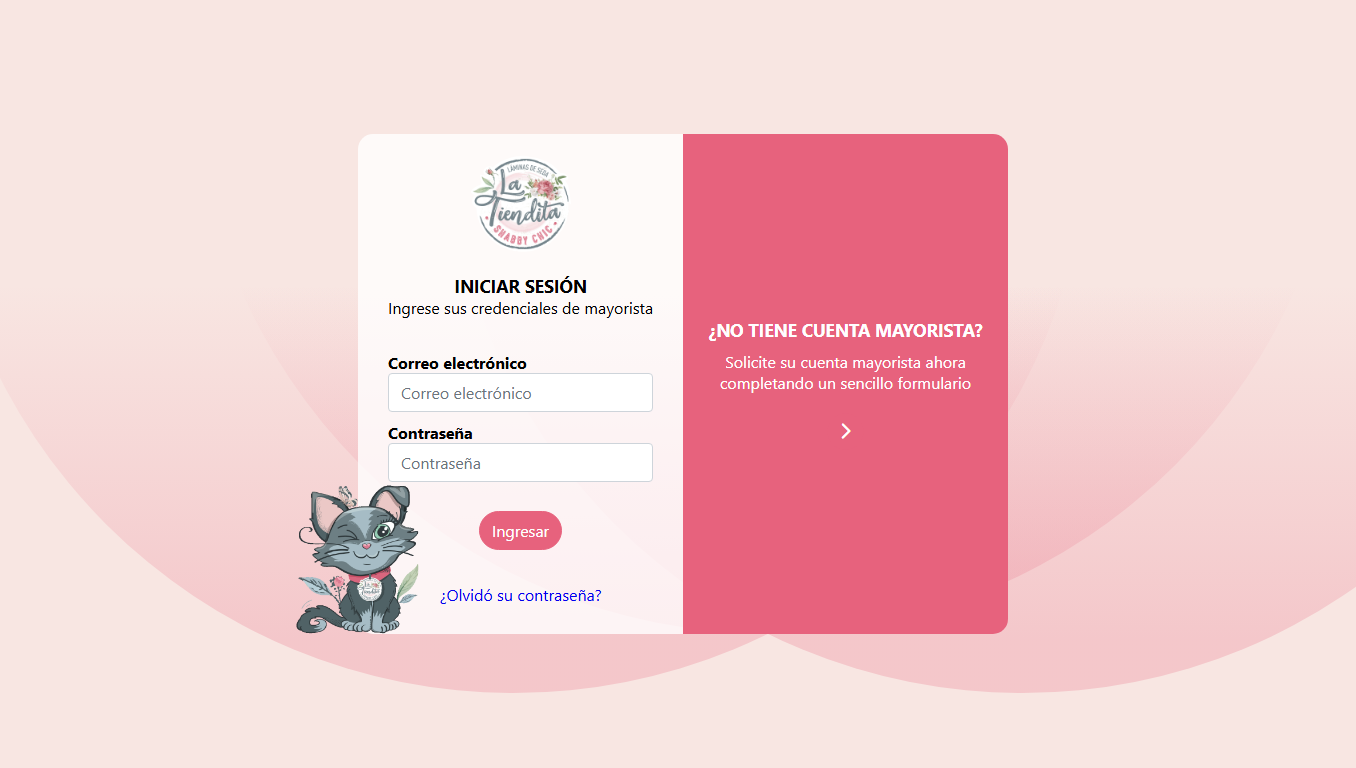 LAMINAS DE SEDA
La
Tiendita
SHABBY CHIC
INICIAR SESIÓN
Ingrese sus credenciales de mayorista
Correo electrónico
Correo electrónico
Contraseña
Contraseña
Ingresar
¿Olvidó su contraseña?
¿NO TIENE CUENTA MAYORISTA?
Solicite su cuenta mayorista ahora
completando un sencillo formulario